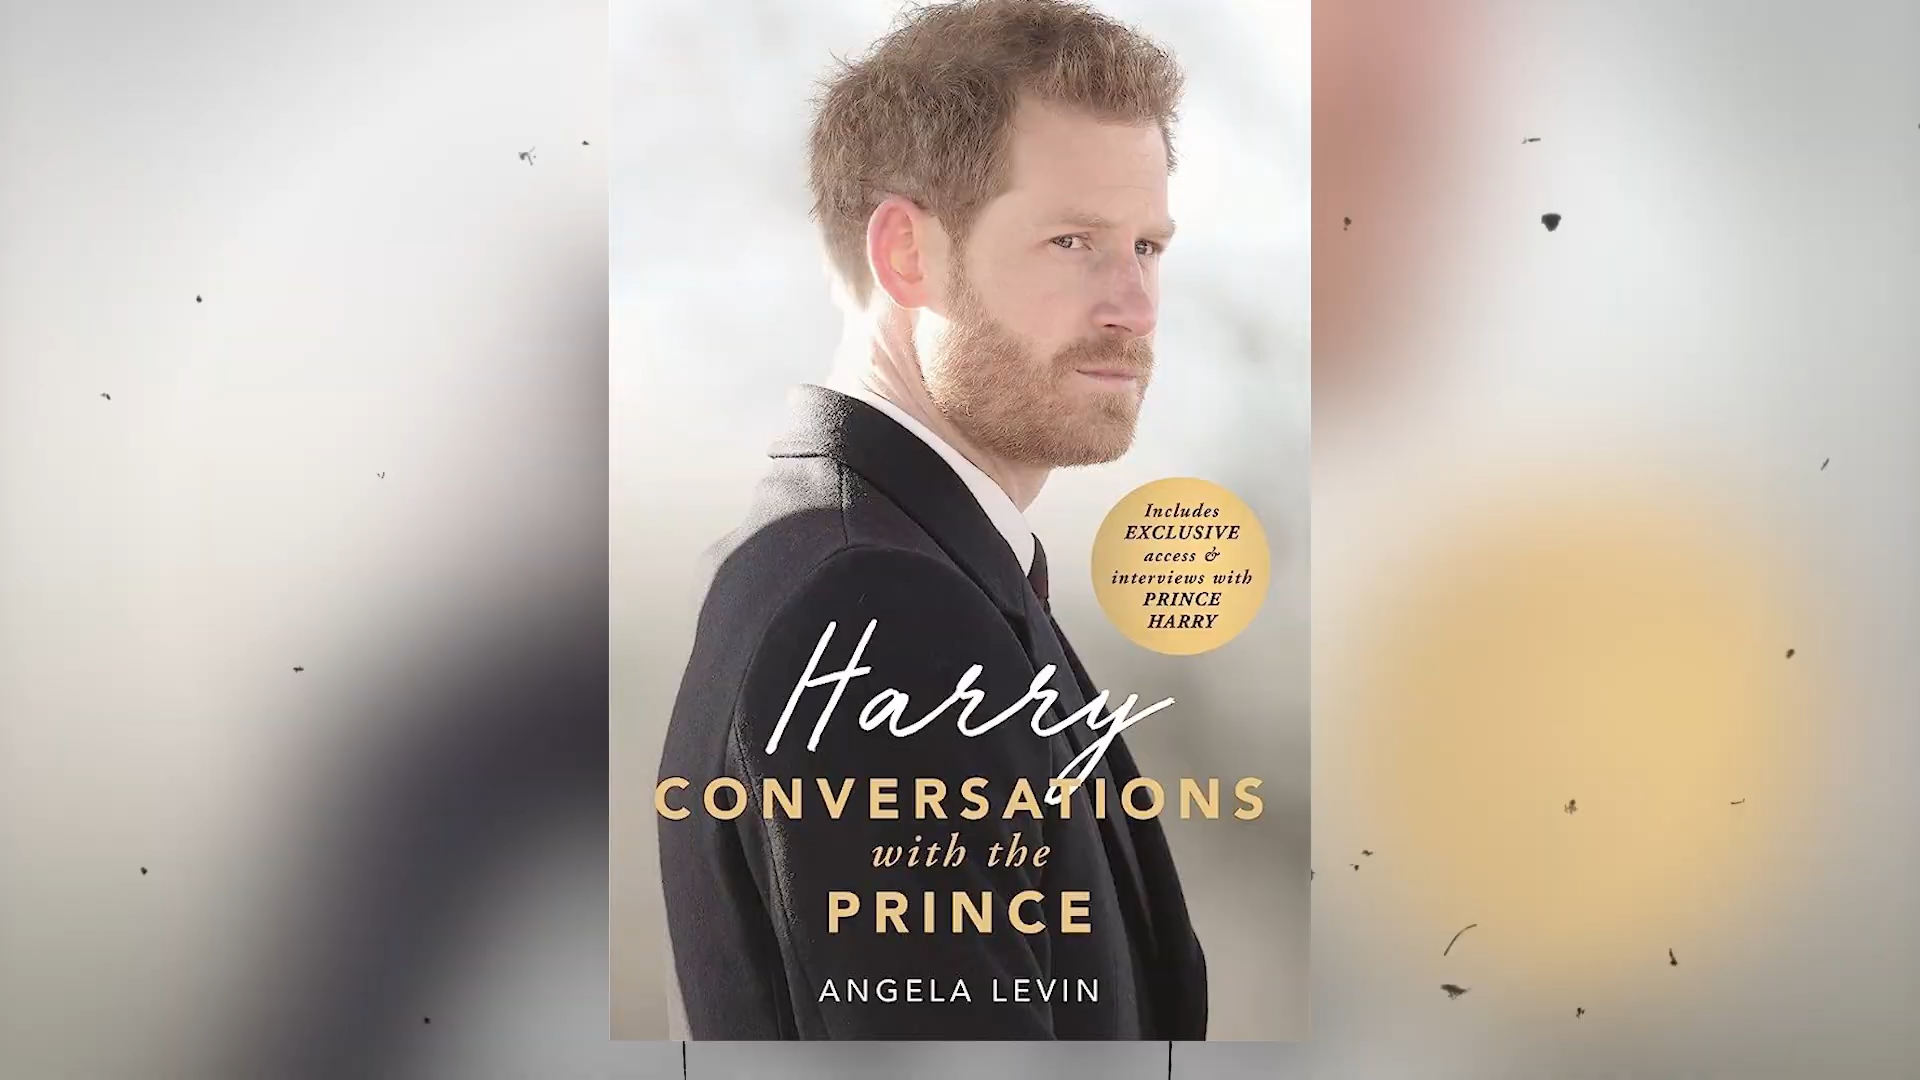 Includes
EXCLUSIVE
access &
interviews with
PRINCE
HARRY
Harry
CONVERSATIONS
with the
PRINCE
ANGELA LEVIN